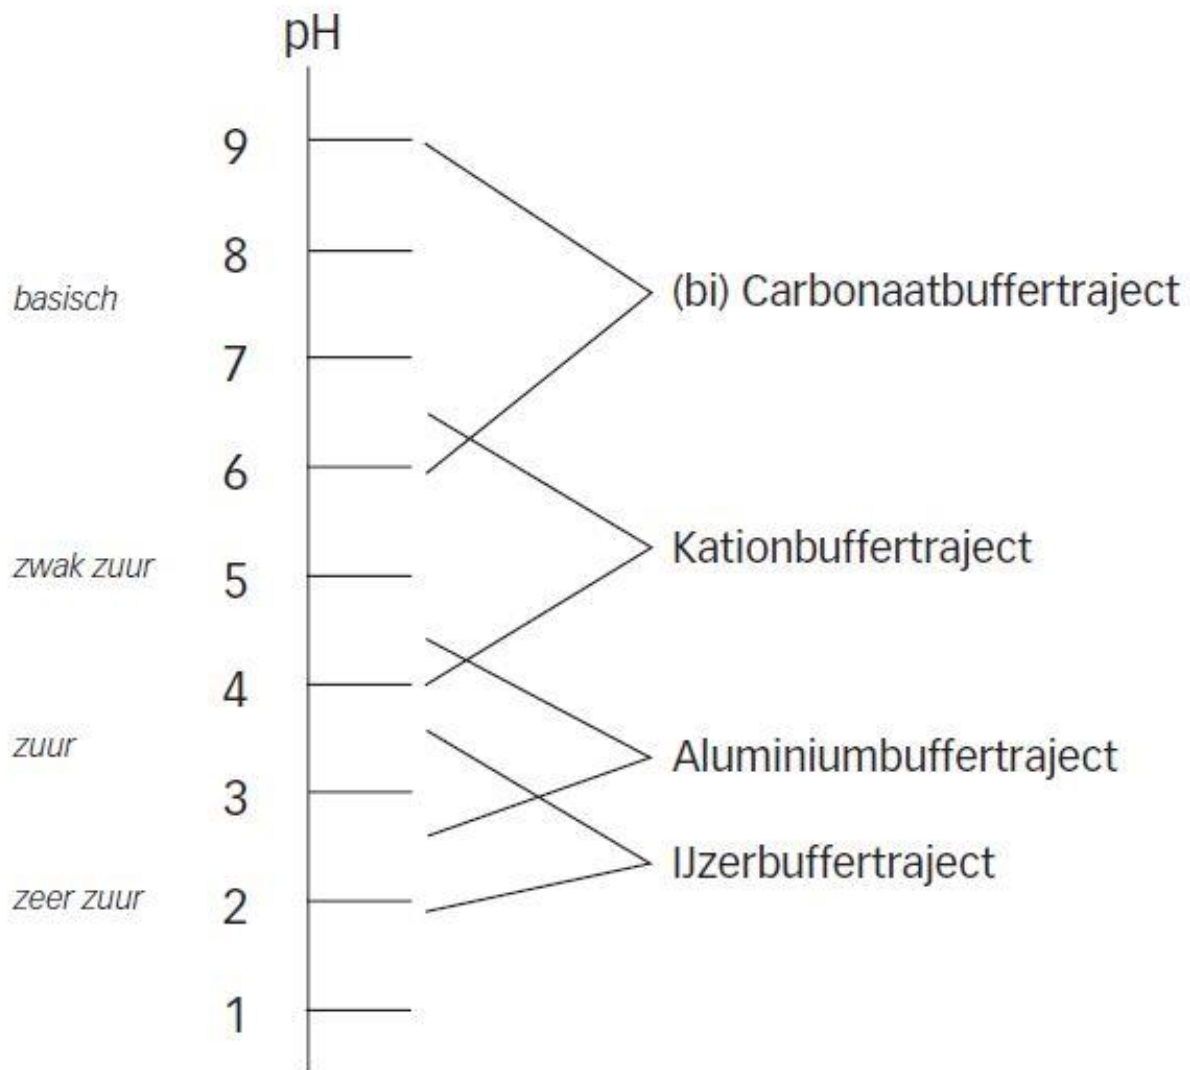 pH
9
8
basisch
(bi) Carbonaatbuffertraject
7
6
Kationbuffertraject
zwak zuur
5
4
zuur
Aluminiumbuffertraject
3
IJzerbuffertraject
zeer zuur
2
1